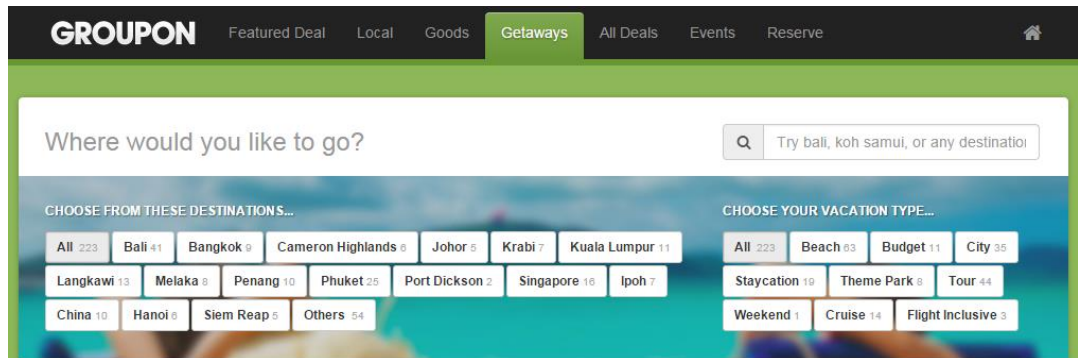 GROUPON Featured Deal Local Goods Getaways All Deals Events Reserve
Where would you like to go?
Try bali, koh samui, or any destination
CHOOSE FROM THESE DESTINATIONS...
All 223 Bali 41 Bangkok 9 Cameron Highlands 6 Johor 5 Krabi 7 Kuala Lumpur 11
Langkawi 13 Melaka 8 Penang 10 Phuket 25 Port Dickson 2 Singapore 16 Ipoh 7
China 10 Hanoi 6 Siem Reap 5 Others 54
CHOOSE YOUR VACATION TYPE...
All 223 Beach 63 Budget 11 City 35
Staycation 19 Theme Park 8 Tour 44
Weekend 1 Cruise 14 Flight Inclusive 3